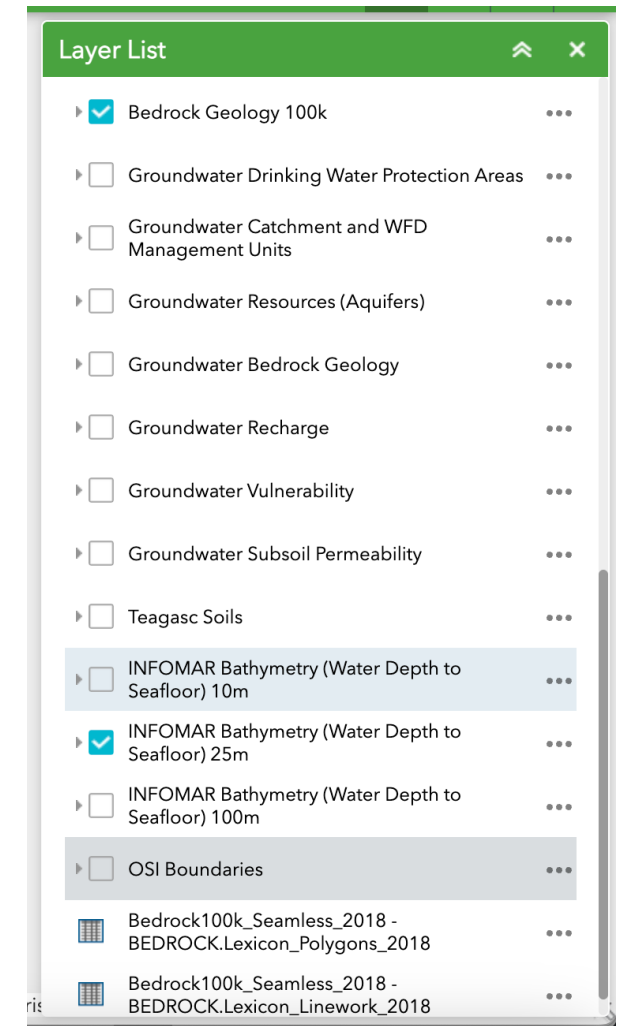 Layer List
Bedrock Geology 100k
Groundwater Drinking Water Protection Areas
Groundwater Catchment and WFD
Management Units
Groundwater Resources (Aquifers)
Groundwater Bedrock Geology
Groundwater Recharge
Groundwater Vulnerability
Groundwater Subsoil Permeability
Teagasc Soils
INFOMAR Bathymetry (Water Depth to
Seafloor) 10m
INFOMAR Bathymetry (Water Depth to
Seafloor) 25m
INFOMAR Bathymetry (Water Depth to
Seafloor) 100m
OSI Boundaries
Bedrock100k_Seamless_2018 -
BEDROCK.Lexicon_Polygons_2018
Bedrock100k_Seamless_2018 -
BEDROCK.Lexicon_Linework_2018